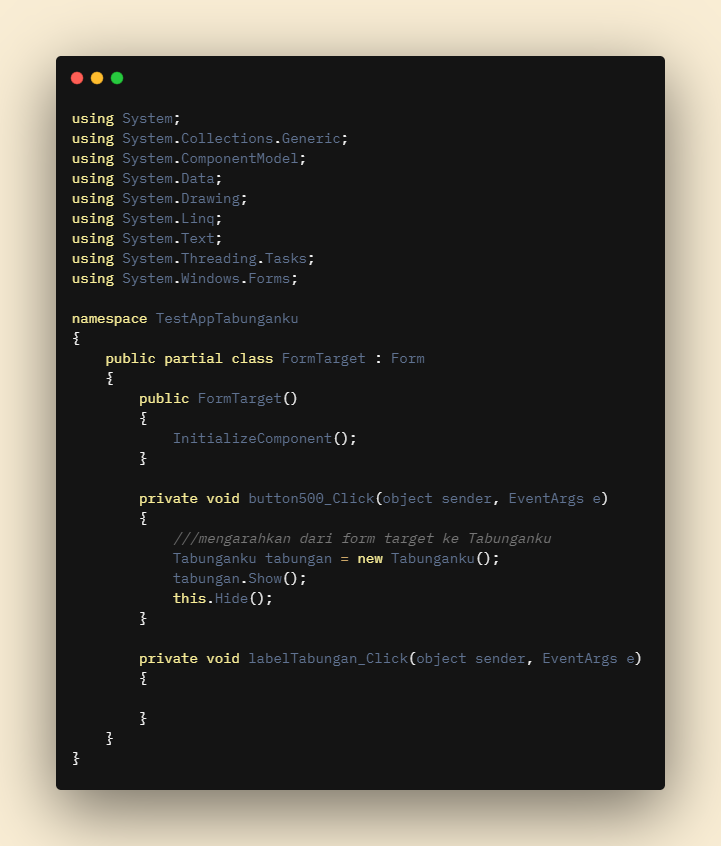 using System;
using System.Collections.Generic;
using System.ComponentModel;
using System.Data;
using System.Drawing;
using System.Linq;
using System.Text;
using System.Threading.Tasks;
using System.Windows.Forms;

namespace TestAppTabunganku
{
    public partial class FormTarget : Form
    {
        public FormTarget()
        {
            InitializeComponent();
        }

        private void button500_Click(object sender, EventArgs e)
        {
            ///mengarahkan dari form target ke Tabunganku
            Tabunganku tabungan = new Tabunganku();
            tabungan.Show();
            this.Hide();
        }

        private void labelTabungan_Click(object sender, EventArgs e)
        {

        }
    }
}